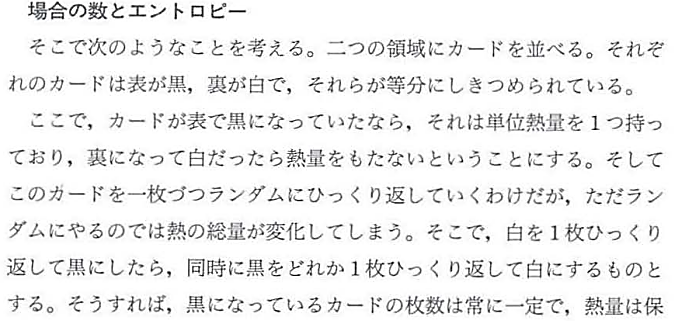 場合の数とエントロピー
そこで次のようなことを考える。二つの領域にカードを並べる。それぞ
れのカードは表が黒，裏が白で，それらが等分にしきつめられている。
ここで，カードが表で黒になっていたなら，それは単位熱量を１つ持っ
ており，裏になって白だったら熱量をもたないということにする。そして
このカードを一枚づつランダムにひっくり返していくわけだが，ただラン
ダムにやるのでは熱の総量が変化してしまう。そこで，白を１枚ひっくり
返して黒にしたら，同時に黒をどれか１枚ひっくり返して白にするものと
する。そうすれば，黒になっているカードの枚数は常に一定で，熱量は保